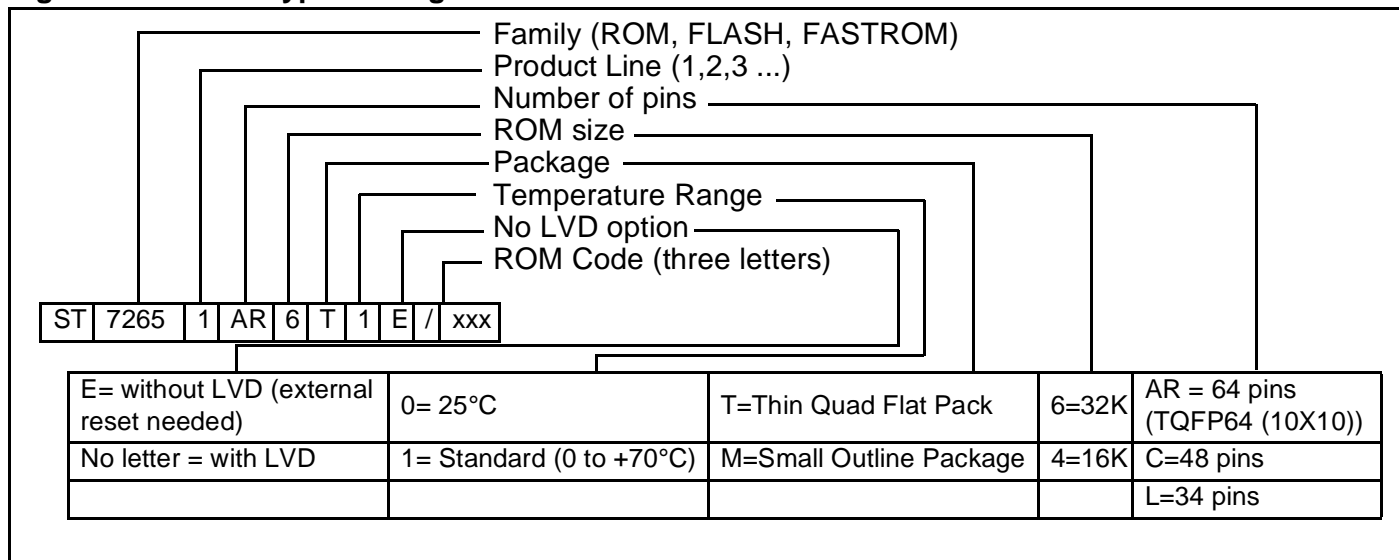 Family (ROM, FLASH, FASTROM)
Product Line (1,2,3 ...)
Number of pins
ROM size
Package
Temperature Range
No LVD option
ROM Code (three letters)
ST 7265 1 AR 6 T 1 E / xxx
E= without LVD (external reset needed) 0= 25°C T=Thin Quad Flat Pack 6=32K AR = 64 pins (TQFP64 (10X10))
No letter = with LVD 1= Standard (0 to +70°C) M=Small Outline Package 4=16K C=48 pins
L=34 pins